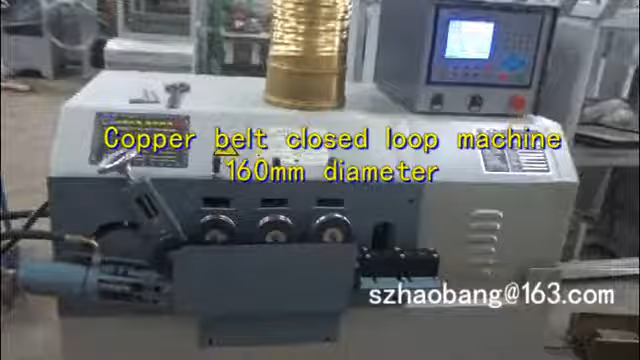 Copper belt closed loop machine
160mm diameter
szhaobang@163.com